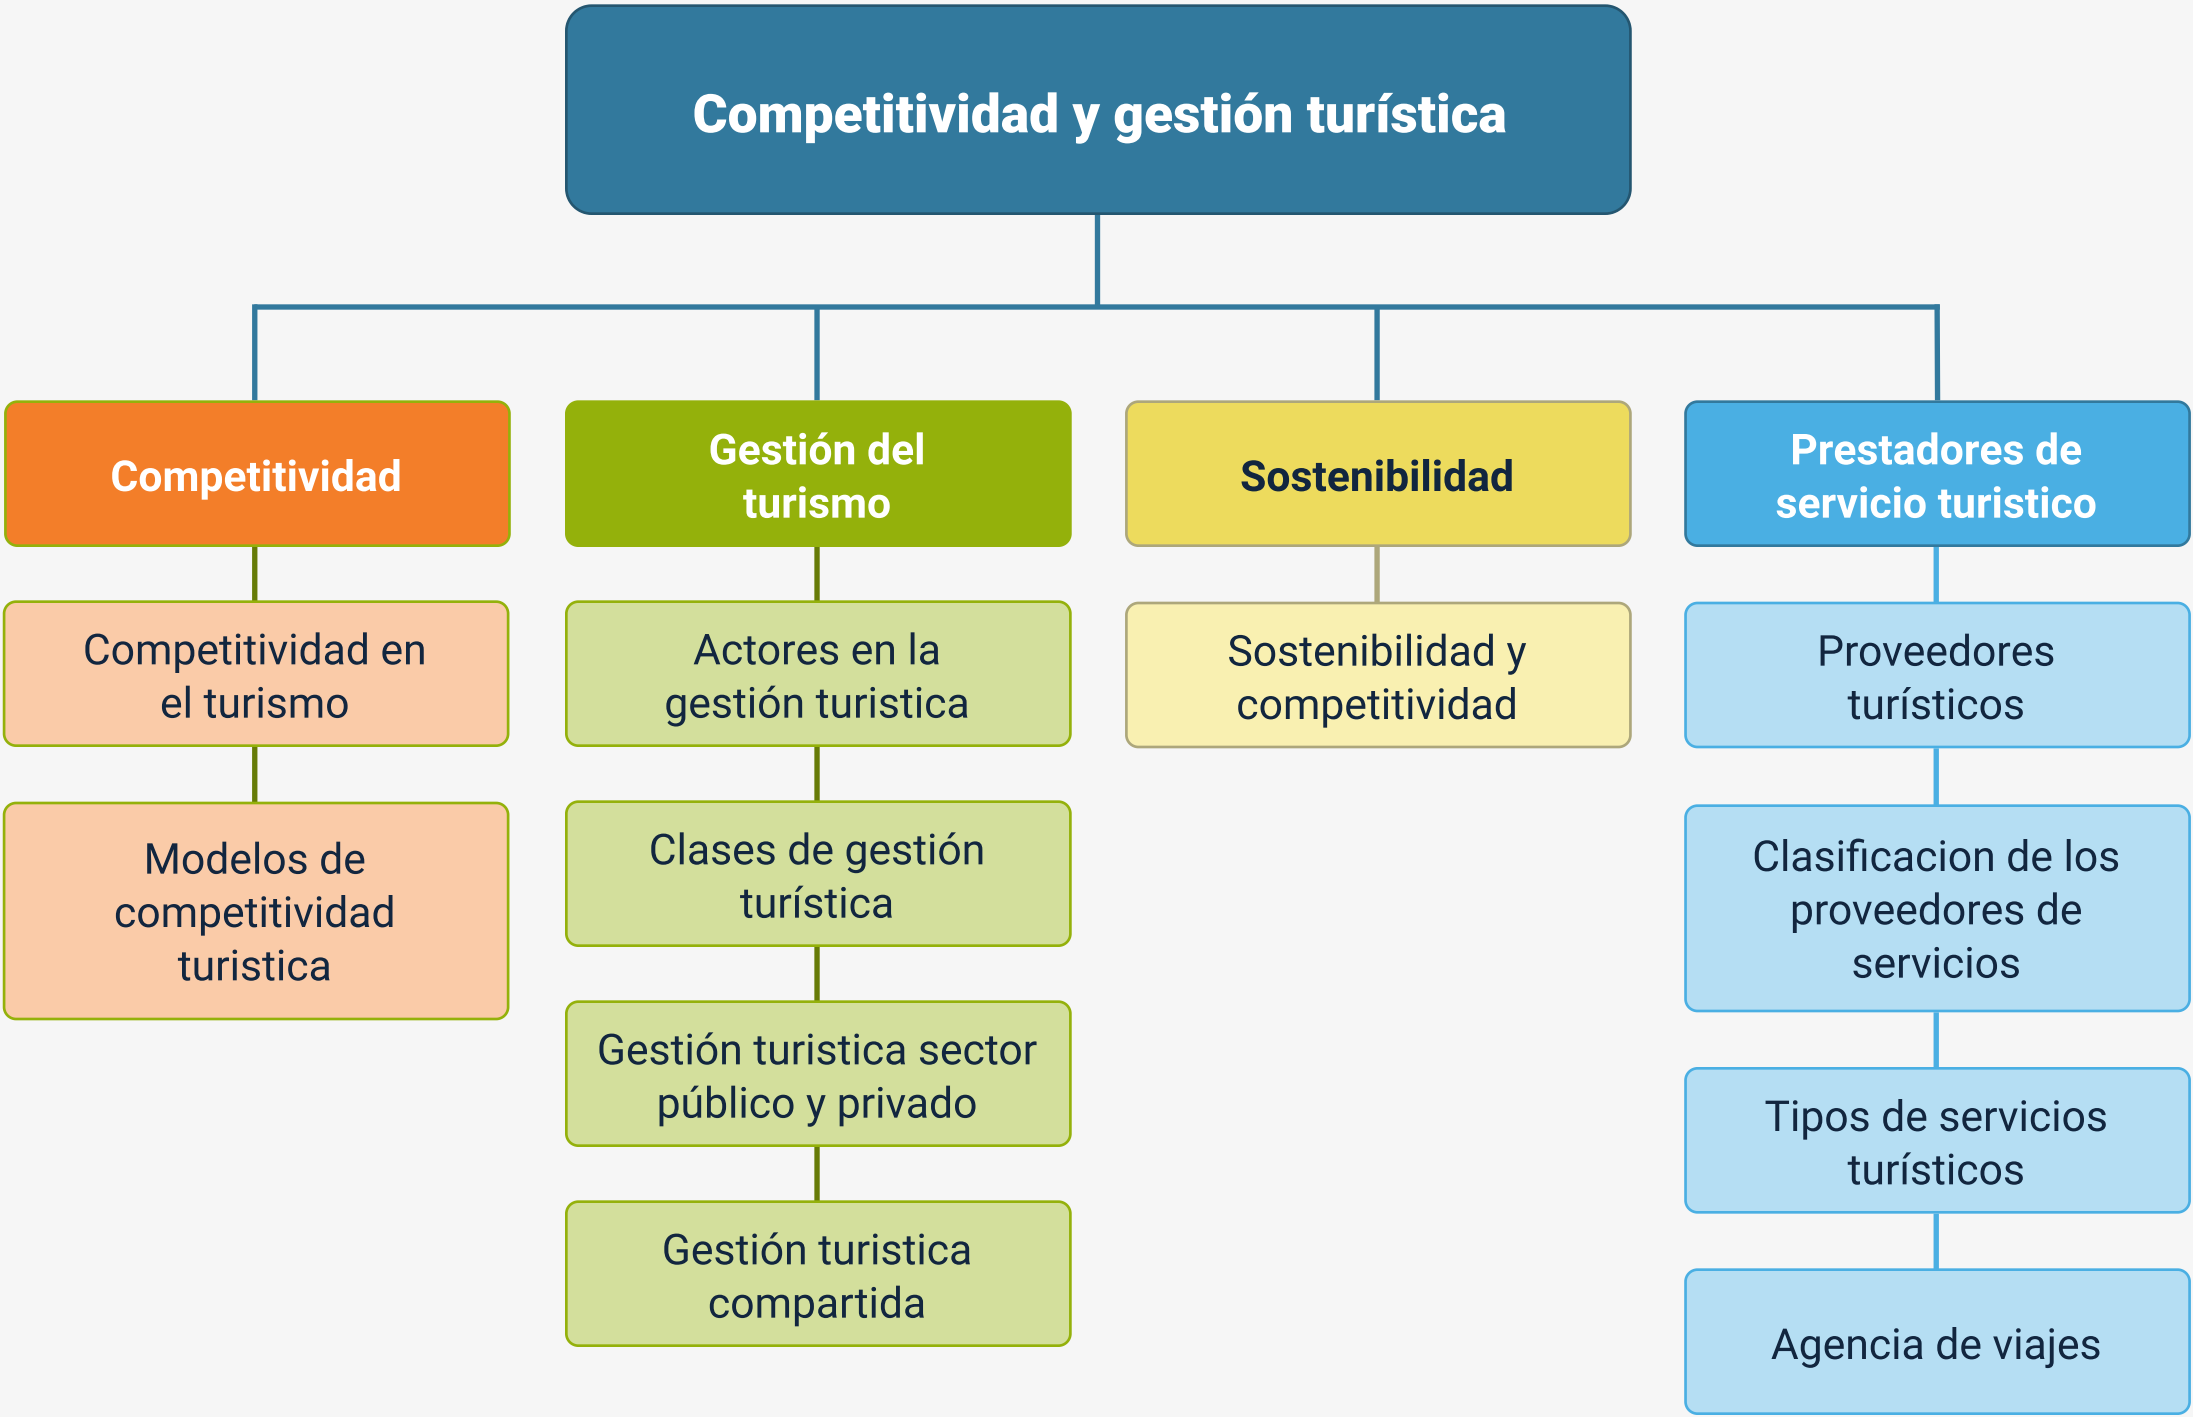 Competitividad y gestión turística
Competitividad
Competitividad en
el turismo
Modelos de
competitividad
turistica
Gestión del
turismo
Actores en la
gestión turistica
Clases de gestión
turística
Gestión turistica sector
público y privado
Gestión turistica
compartida
Sostenibilidad
Sostenibilidad y
competitividad
Prestadores de
servicio turistico
Proveedores
turísticos
Clasificacion de los
proveedores de
servicios
Tipos de servicios
turísticos
Agencia de viajes